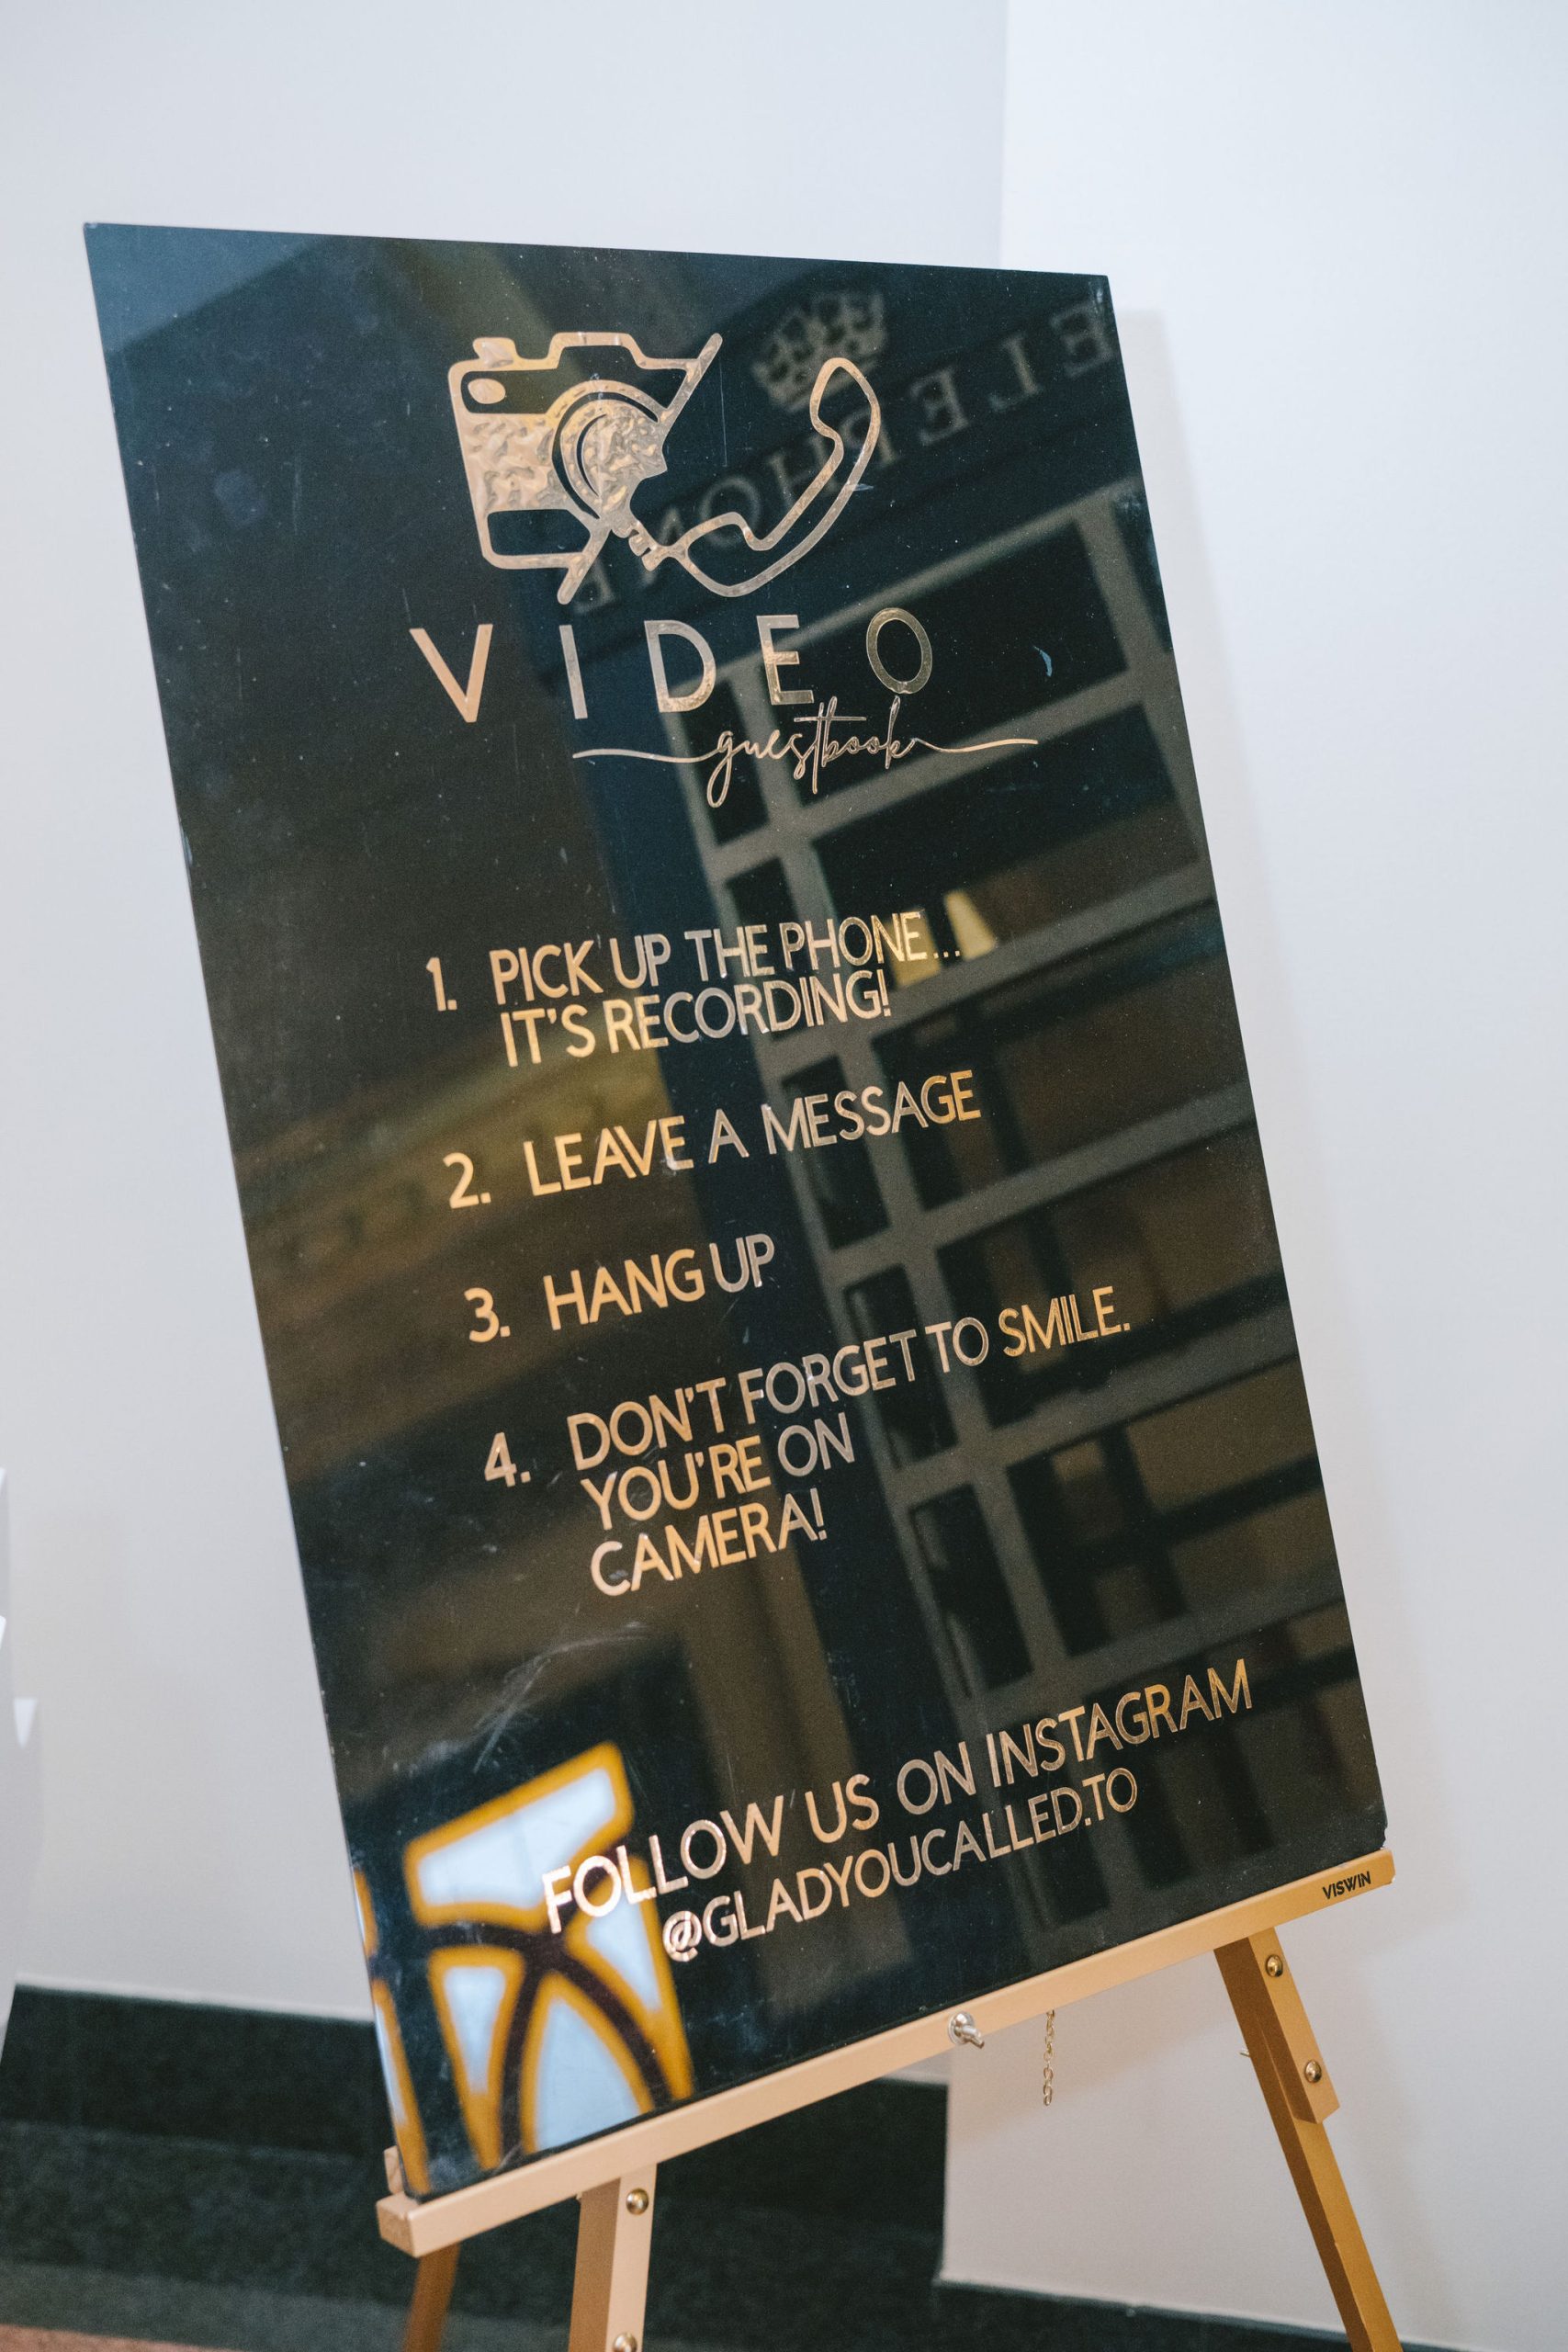 VIDEO
guestbook
1. PICK UP THE PHONE...
IT'S RECORDING!
2. LEAVE A MESSAGE
3. HANG UP
4. DON'T FORGET TO SMILE.
YOU'RE ON
CAMERA!
FOLLOW US ON INSTAGRAM
@GLADYOUCALLED.TO
VISWIN
TELEPHONE